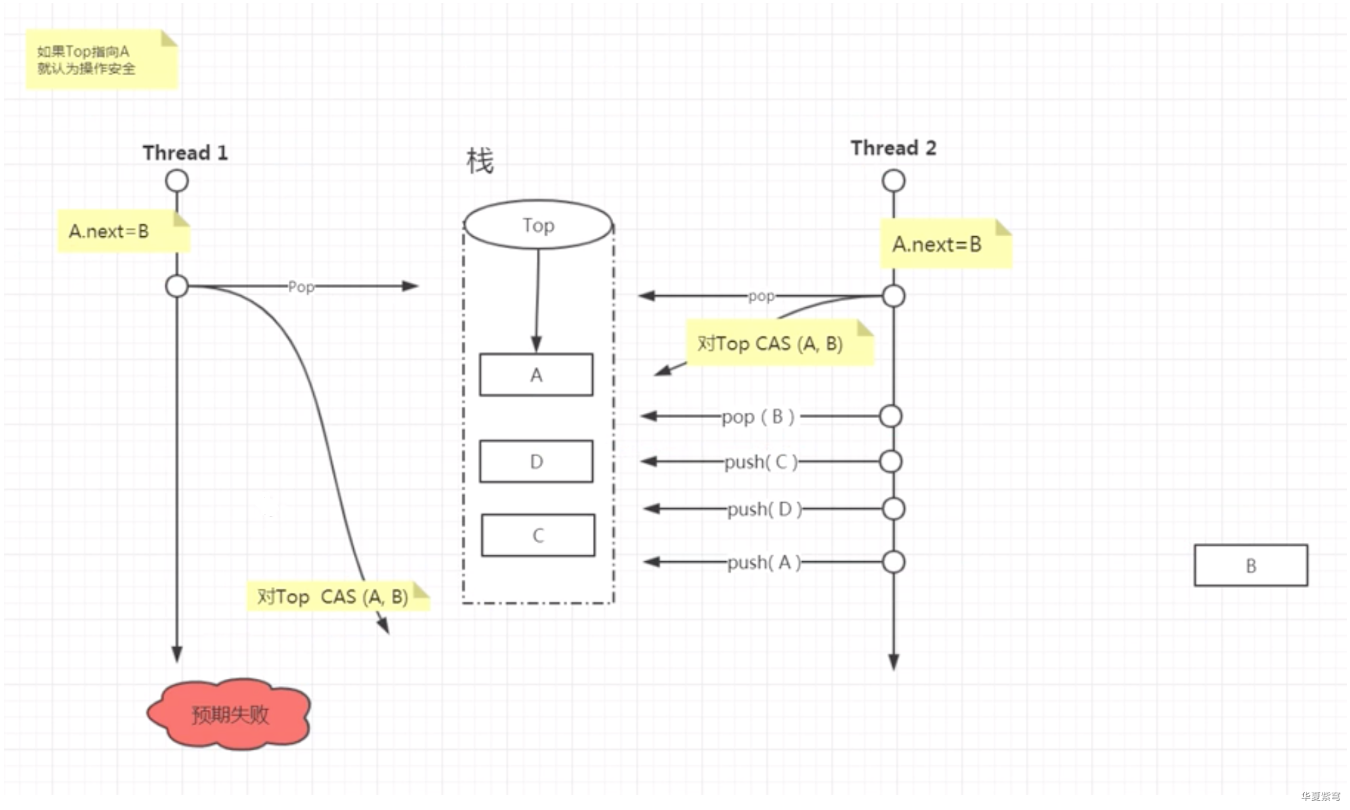 如果Top指向A
就认为操作安全
Thread 1
栈
Thread 2
Top
A.next=B
A.next=B
Pop
pop
对Top CAS (A, B)
A
pop ( B )
D
push( C )
push( D )
C
push( A )
B
对Top CAS (A, B)
预期失败
华夏紫穹